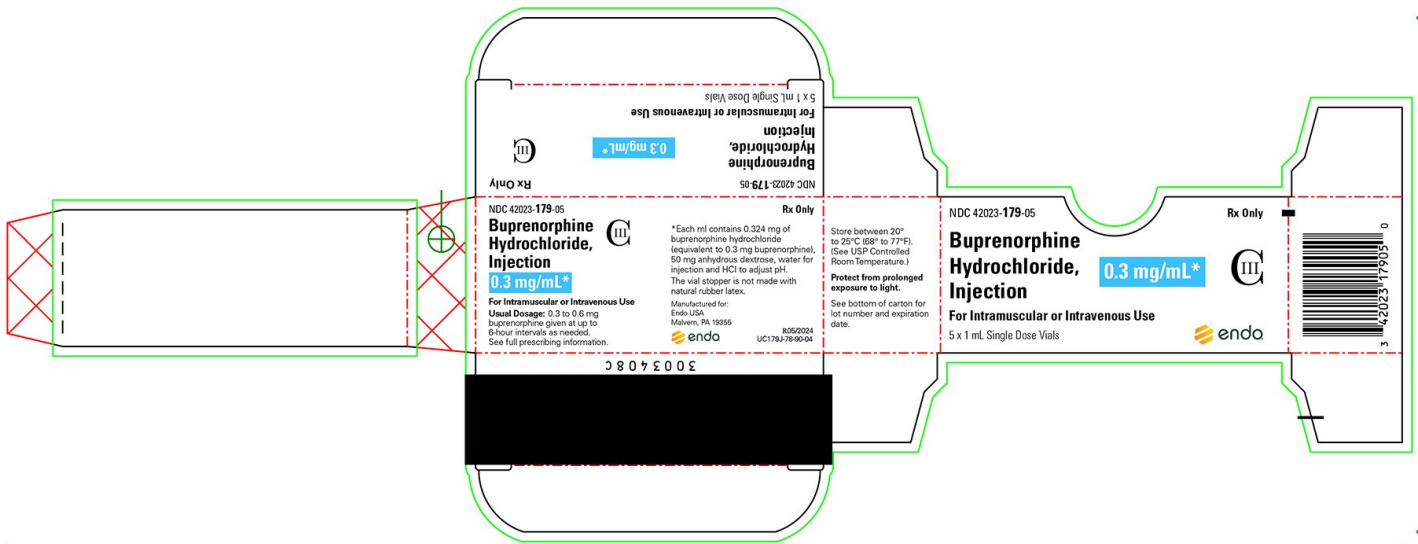 5 x 1 mL Single Dose Vials
For Intramuscular or Intravenous Use
Buprenorphine
Hydrochloride,
Injection
0.3 mg/mL*
CIII
Rx Only
NDC 42023-179-05
NDC 42023-179-05
Rx Only
Buprenorphine
Hydrochloride,
Injection
CIII
0.3 mg/mL*
For Intramuscular or Intravenous Use
Usual Dosage: 0.3 to 0.6 mg
buprenorphine given at up to
6-hour intervals as needed.
See full prescribing information.
*Each ml contains 0.324 mg of
buprenorphine hydrochloride
(equivalent to 0.3 mg buprenorphine),
50 mg anhydrous dextrose, water for
injection and HCl to adjust pH.
The vial stopper is not made with
natural rubber latex.
Manufactured for:
Endo USA
Malvern, PA 19355
endo
R05/2024
UC179J-78-90-04
3003408C
Store between 20°
to 25°C (68° to 77°F).
(See USP Controlled
Room Temperature.)
Protect from prolonged
exposure to light.
See bottom of carton for
lot number and expiration
date.
NDC 42023-179-05
Rx Only
Buprenorphine
Hydrochloride,
Injection
0.3 mg/mL*
CIII
For Intramuscular or Intravenous Use
5 x 1 mL Single Dose Vials
endo
3 42023 17905 0